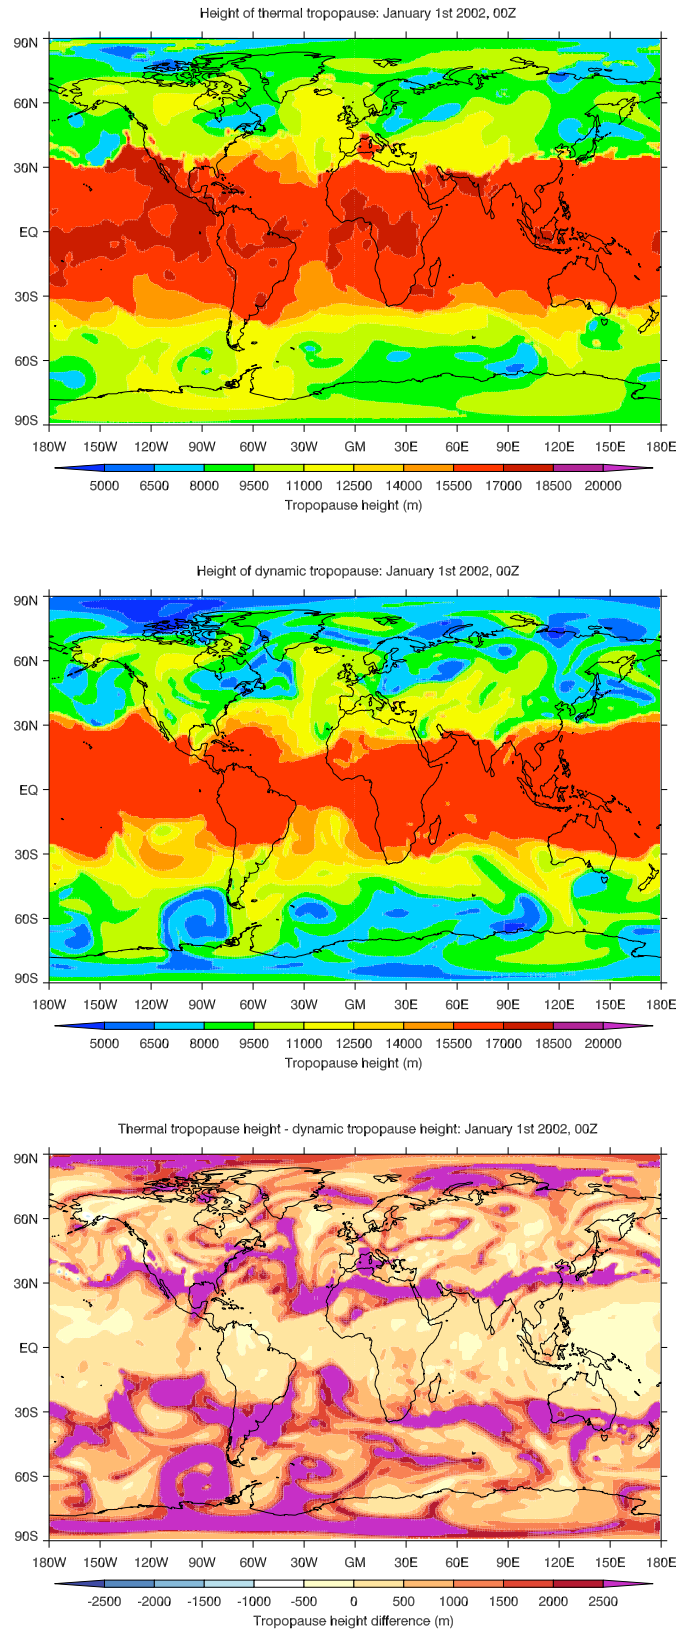 Height of thermal tropopause: January 1st 2002, 00Z
90N
60N
30N
EQ
30S
60S
90S
180W 150W 120W 90W 60W 30W GM 30E 60E 90E 120E 150E 180E
5000 6500 8000 9500 11000 12500 14000 15500 17000 18500 20000
Tropopause height (m)
Height of dynamic tropopause: January 1st 2002, 00Z
90N
60N
30N
EQ
30S
60S
90S
180W 150W 120W 90W 60W 30W GM 30E 60E 90E 120E 150E 180E
5000 6500 8000 9500 11000 12500 14000 15500 17000 18500 20000
Tropopause height (m)
Thermal tropopause height - dynamic tropopause height: January 1st 2002, 00Z
90N
60N
30N
EQ
30S
60S
90S
180W 150W 120W 90W 60W 30W GM 30E 60E 90E 120E 150E 180E
-2500 -2000 -1500 -1000 -500 0 500 1000 1500 2000 2500
Tropopause height difference (m)